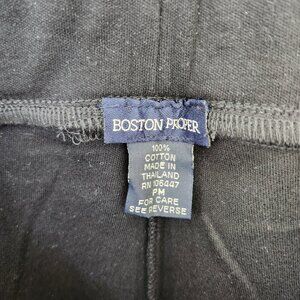 BOSTON PROPER
100%
COTTON
MADE IN
THAILAND
RN 106447
PM
FOR CARE
SEE REVERSE